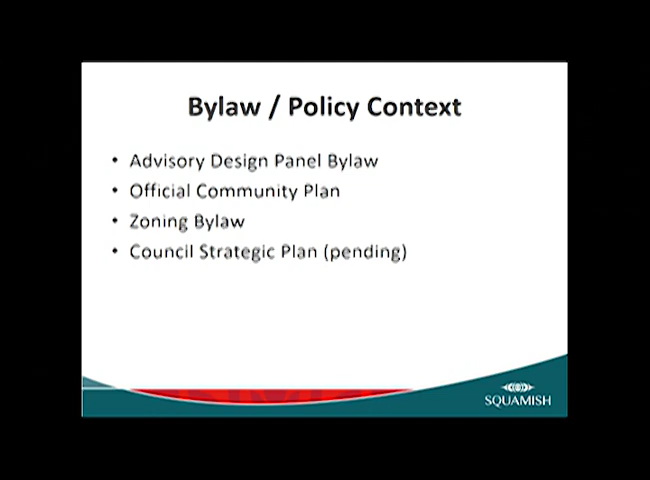 Bylaw / Policy Context
• Advisory Design Panel Bylaw
• Official Community Plan
• Zoning Bylaw
• Council Strategic Plan (pending)
SQUAMISH